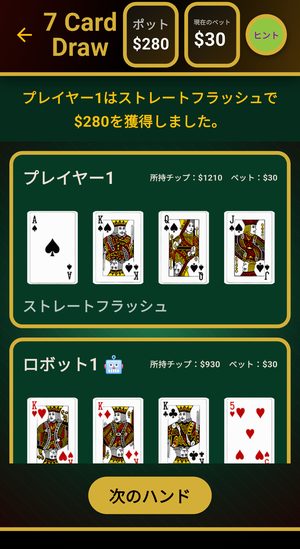 7 Card Draw
ポット
$280
現在のベット
$30
ヒント
プレイヤー1はストレートフラッシュで
$280を獲得しました。
プレイヤー1
所持チップ：$1210 ベット：$30
A K Q J
A K Q J
ストレートフラッシュ
ロボット1
所持チップ：$930 ベット：$30
K K K 5
次のハンド